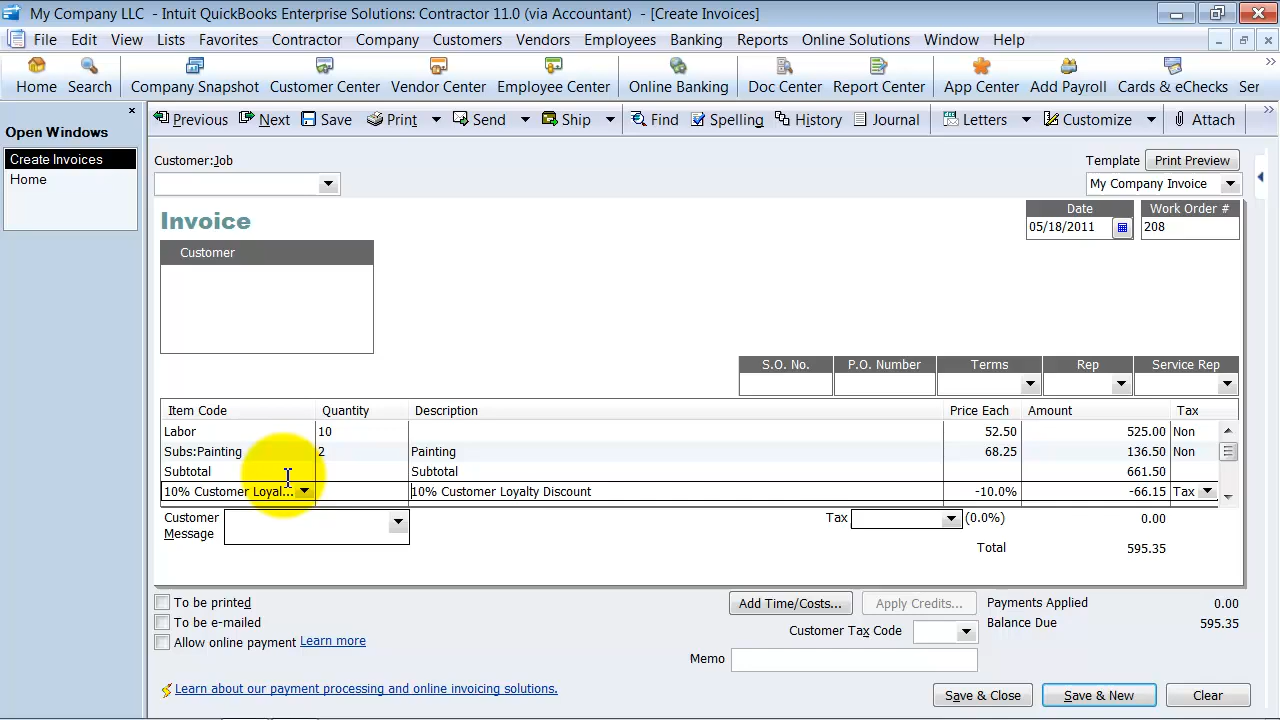 My Company LLC - Intuit QuickBooks Enterprise Solutions: Contractor 11.0 (via Accountant) - [Create Invoices]
File Edit View Lists Favorites Contractor Company Customers Vendors Employees Banking Reports Online Solutions Window Help
Home Search Company Snapshot Customer Center Vendor Center Employee Center Online Banking Doc Center Report Center App Center Add Payroll Cards & eChecks Ser
Open Windows
Create Invoices
Home
Previous Next Save Print Send Ship Find Spelling History Journal Letters Customize Attach
Customer:Job
Template Print Preview
My Company Invoice
Invoice
Date Work Order #
05/18/2011 208
Customer
S.O. No. P.O. Number Terms Rep Service Rep
Item Code Quantity Description Price Each Amount Tax
Labor 10 52.50 525.00 Non
Subs:Painting 2 Painting 68.25 136.50 Non
Subtotal Subtotal 661.50
10% Customer Loyal... 10% Customer Loyalty Discount -10.0% -66.15 Tax
Customer Message
Tax (0.0%) 0.00
Total 595.35
To be printed
To be e-mailed
Allow online payment Learn more
Add Time/Costs... Apply Credits... Payments Applied 0.00
Customer Tax Code Balance Due 595.35
Memo
Learn about our payment processing and online invoicing solutions.
Save & Close Save & New Clear